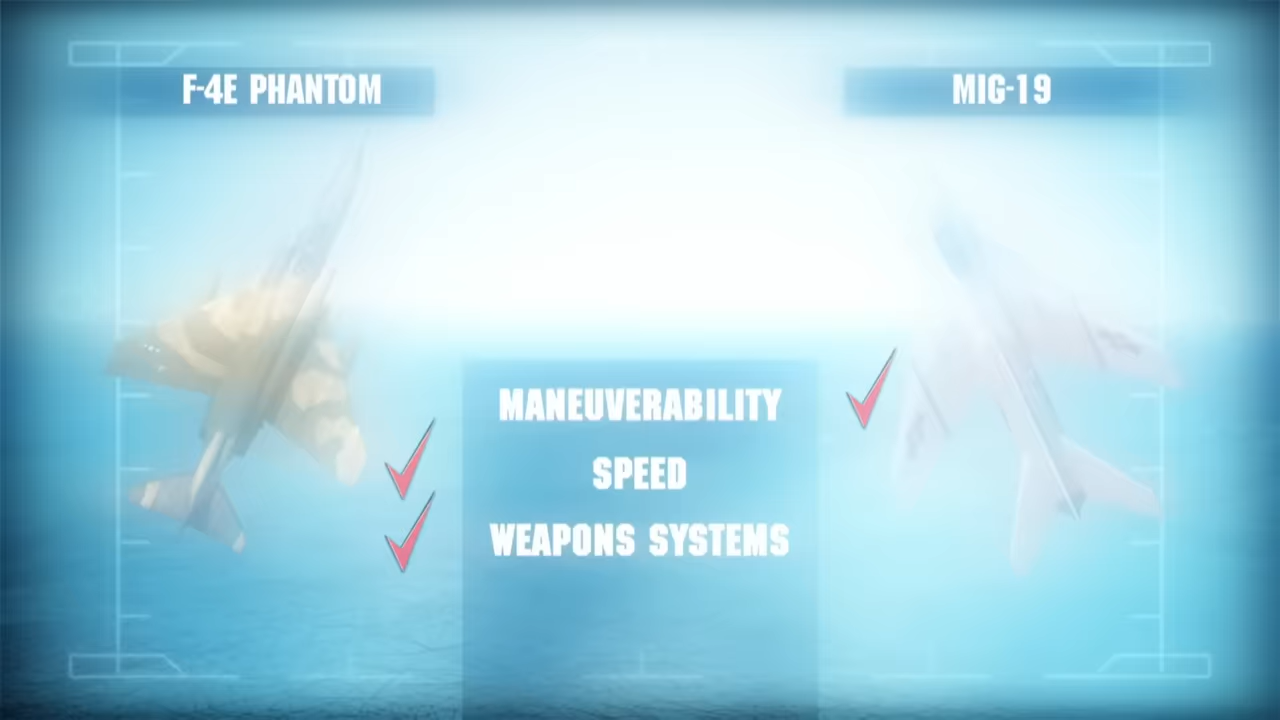 F-4E PHANTOM
MIG-19
MANEUVERABILITY
SPEED
WEAPONS SYSTEMS